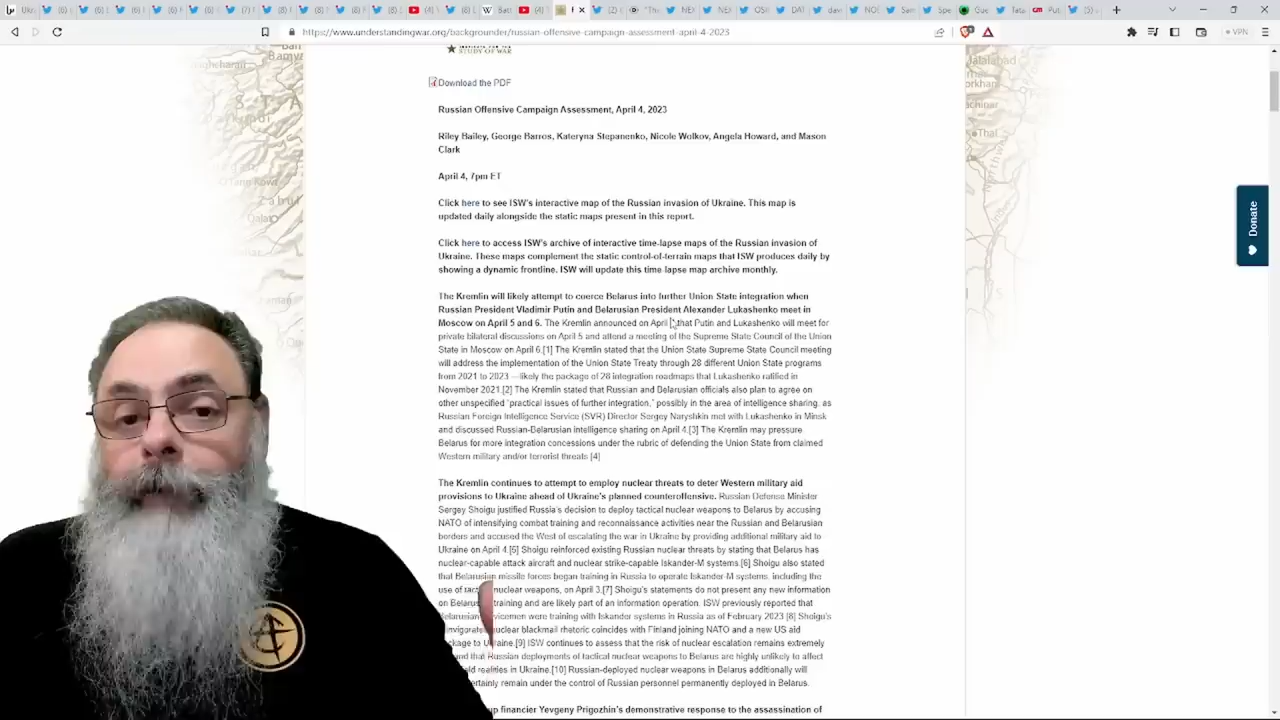 https://www.understandingwar.org/backgrounder/russian-offensive-campaign-assessment-april-4-2023
VPN
STUDY OF WAR
Download the PDF
Russian Offensive Campaign Assessment, April 4, 2023
Riley Bailey, George Barros, Kateryna Stepanenko, Nicole Wolkov, Angela Howard, and Mason
Clark
April 4, 7pm ET
Click here to see ISW's interactive map of the Russian invasion of Ukraine. This map is
updated daily alongside the static maps present in this report.
Click here to access ISW's archive of interactive time-lapse maps of the Russian invasion of
Ukraine. These maps complement the static control-of-terrain maps that ISW produces daily by
showing a dynamic frontline. ISW will update this time-lapse map archive monthly.
The Kremlin will likely attempt to coerce Belarus into further Union State integration when
Russian President Vladimir Putin and Belarusian President Alexander Lukashenko meet in
Moscow on April 5 and 6. The Kremlin announced on April that Putin and Lukashenko will meet for
private bilateral discussions on April 5 and attend a meeting of the Supreme State Council of the Union
State in Moscow on April 6.[1] The Kremlin stated that the Union State Supreme State Council meeting
will address the implementation of the Union State Treaty through 28 different Union State programs
from 2021 to 2023 —likely the package of 28 integration roadmaps that Lukashenko ratified in
November 2021.[2] The Kremlin stated that Russian and Belarusian officials also plan to agree on
other unspecified "practical issues of further integration," possibly in the area of intelligence sharing, as
Russian Foreign Intelligence Service (SVR) Director Sergey Naryshkin met with Lukashenko in Minsk
and discussed Russian-Belarusian intelligence sharing on April 4.[3] The Kremlin may pressure
Belarus for more integration concessions under the rubric of defending the Union State from claimed
Western military and/or terrorist threats.[4]
The Kremlin continues to attempt to employ nuclear threats to deter Western military aid
provisions to Ukraine ahead of Ukraine's planned counteroffensive. Russian Defense Minister
Sergey Shoigu justified Russia's decision to deploy tactical nuclear weapons to Belarus by accusing
NATO of intensifying combat training and reconnaissance activities near the Russian and Belarusian
borders and accused the West of escalating the war in Ukraine by providing additional military aid to
Ukraine on April 4.[5] Shoigu reinforced existing Russian nuclear threats by stating that Belarus has
nuclear-capable attack aircraft and nuclear strike-capable Iskander-M systems.[6] Shoigu also stated
that Belarusian missile forces began training in Russia to operate Iskander-M systems, including the
use of nuclear weapons, on April 3.[7] Shoigu's statements do not present any new information
on training and are likely part of an information operation. ISW previously reported that
were training with Iskander systems in Russia as of February 2023.[8] Shoigu's
nuclear blackmail rhetoric coincides with Finland joining NATO and a new US aid
to Ukraine.[9] ISW continues to assess that the risk of nuclear escalation remains extremely
and that Russian deployments of tactical nuclear weapons to Belarus are highly unlikely to affect
realities in Ukraine.[10] Russian-deployed nuclear weapons in Belarus additionally will
remain under the control of Russian personnel permanently deployed in Belarus.
financier Yevgeny Prigozhin's demonstrative response to the assassination of
Donate